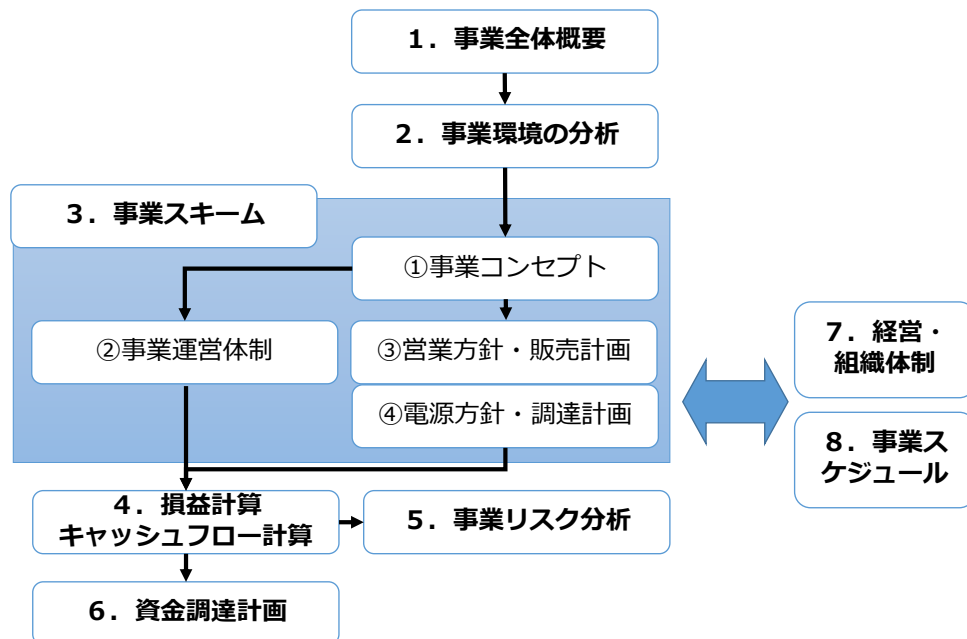 1．事業全体概要
2．事業環境の分析
3．事業スキーム
①事業コンセプト
②事業運営体制
③営業方針・販売計画
④電源方針・調達計画
4．損益計算
キャッシュフロー計算
5．事業リスク分析
6．資金調達計画
7．経営・
組織体制
8．事業ス
ケジュール